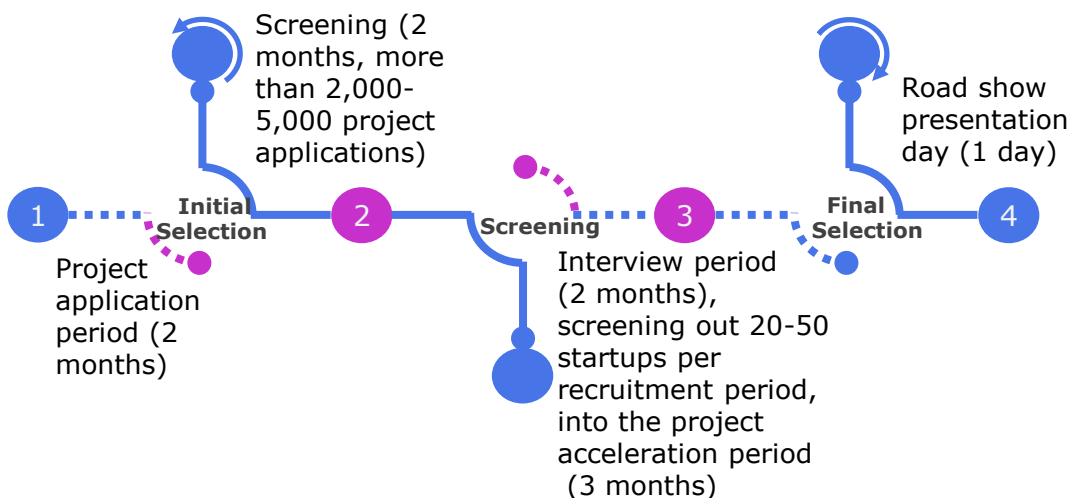 1
Initial
Selection
Project
application
period (2
months)
Screening (2
months, more
than 2,000-
5,000 project
applications)
2
Screening
Interview period
(2 months),
screening out 20-50
startups per
recruitment period,
into the project
acceleration period
(3 months)
3
Final
Selection
Road show
presentation
day (1 day)
4